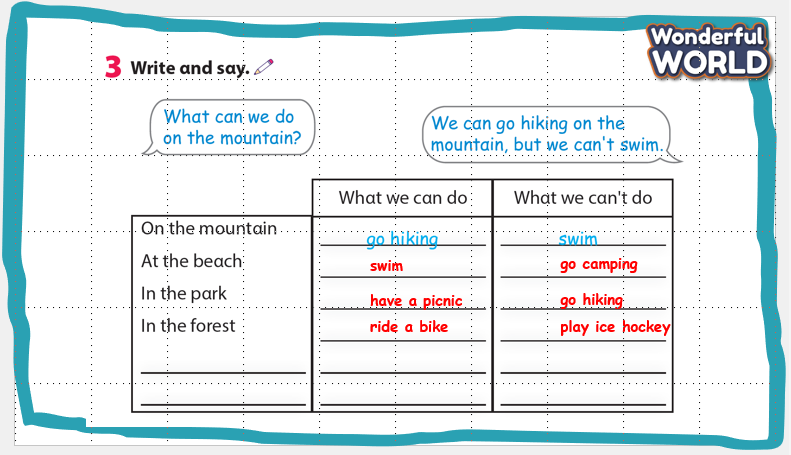 Wonderful
WORLD
3 Write and say.
What can we do
on the mountain?
We can go hiking on the
mountain, but we can't swim.
What we can do What we can't do
On the mountain go hiking swim
At the beach swim go camping
In the park have a picnic go hiking
In the forest ride a bike play ice hockey